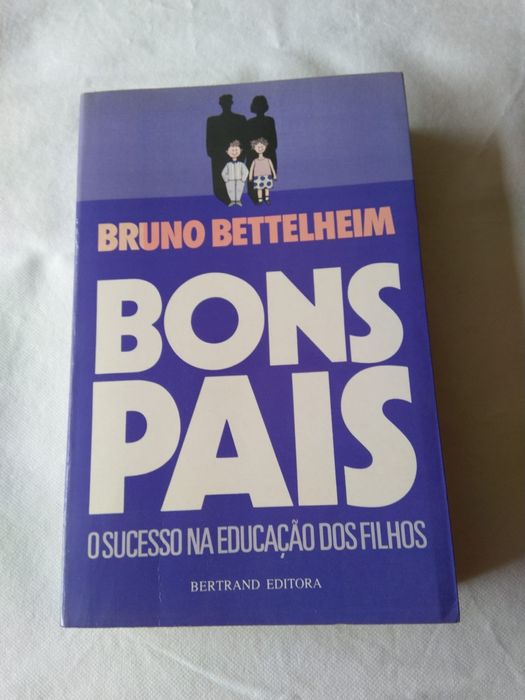 BRUNO BETTELHEIM
BONS
PAIS
O SUCESSO NA EDUCAÇÃO DOS FILHOS
BERTRAND EDITORA